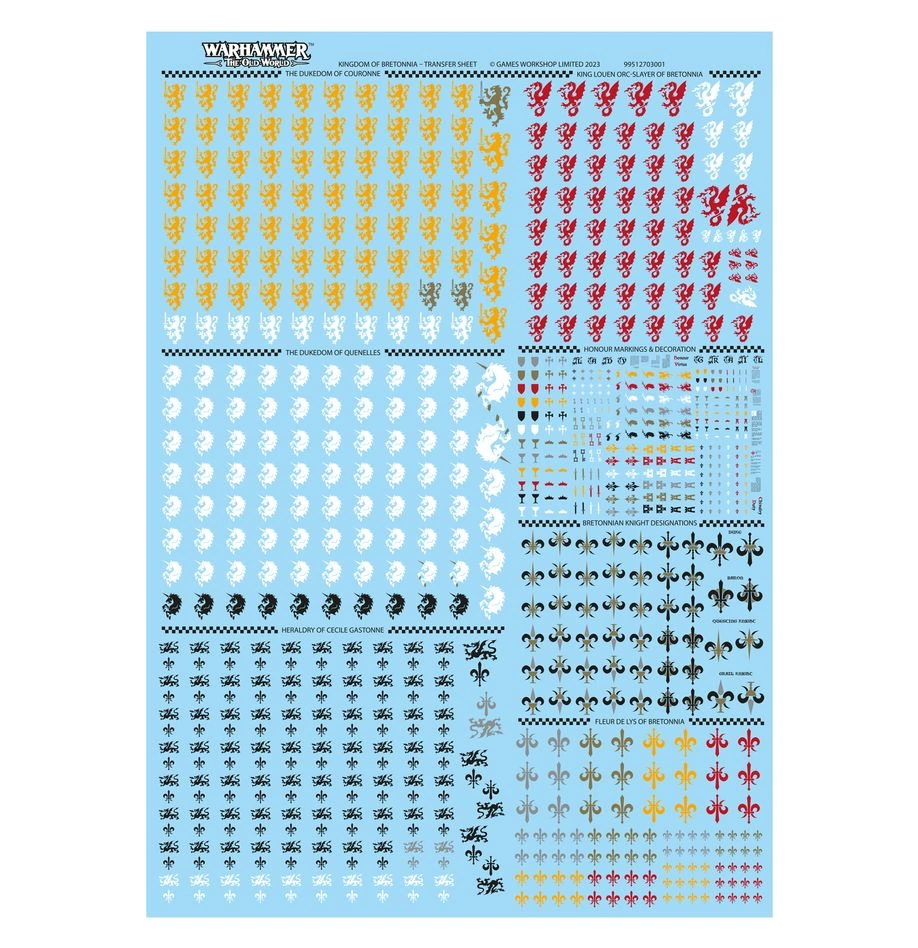 WARHAMMER™
THE OLD WORLD
KINGDOM OF BRETONNIA – TRANSFER SHEET © GAMES WORKSHOP LIMITED 2023 99512703001
THE DUKEDOM OF COURONNE
KING LOUEN ORC-SLAYER OF BRETONNIA
THE DUKEDOM OF QUENELLES
HONOUR MARKINGS & DECORATION
Honour
Virtue
Chivalry
Duty
BRETONNIAN KNIGHT DESIGNATIONS
DUKE
BARON
QUESTING KNIGHT
GRAIL KNIGHT
HERALDRY OF CECILE GASTONNE
FLEUR DE LYS OF BRETONNIA